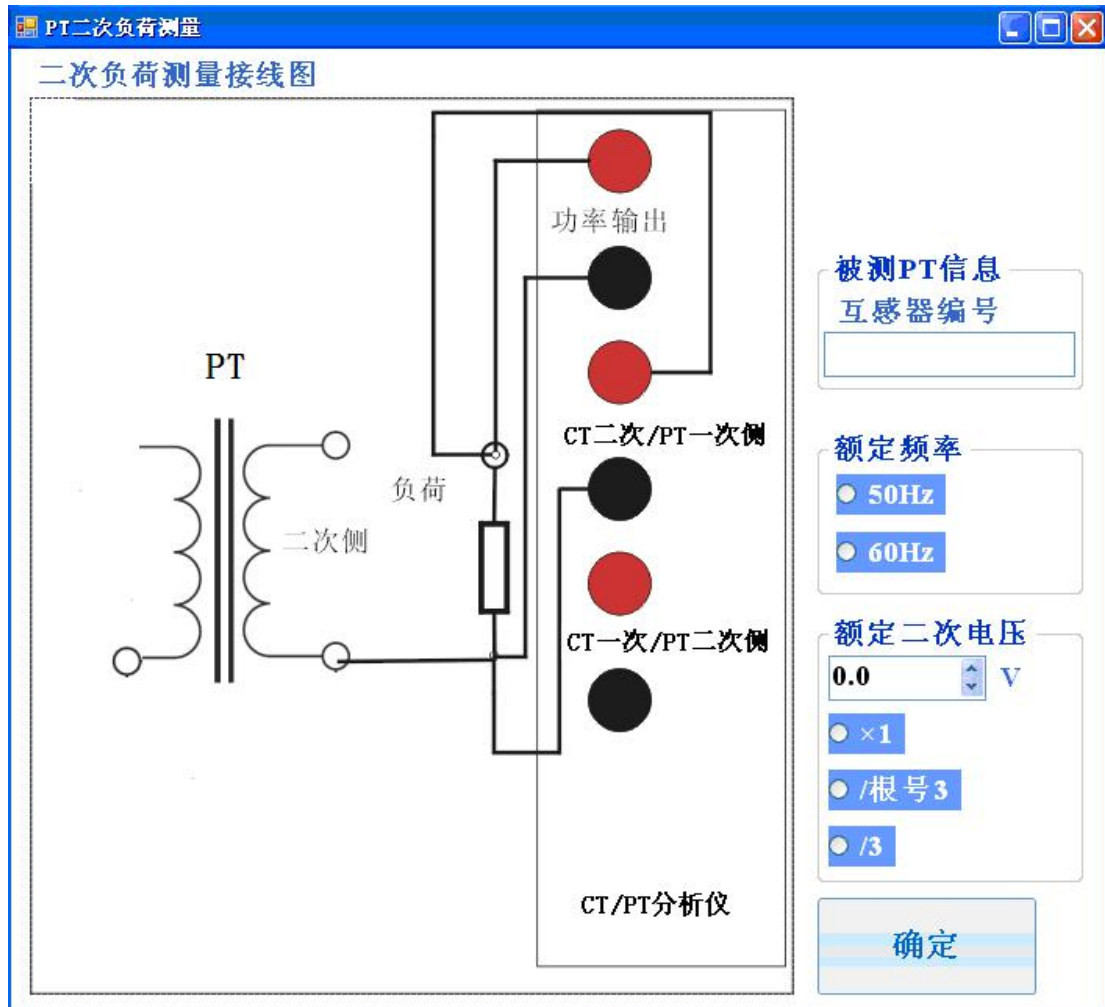 PT二次负荷测量
二次负荷测量接线图
功率输出
PT
CT二次/PT一次侧
负荷
二次侧
CT一次/PT二次侧
CT/PT分析仪
被测PT信息
互感器编号
额定频率
50Hz
60Hz
额定二次电压
0.0 V
×1
/根号3
/3
确定